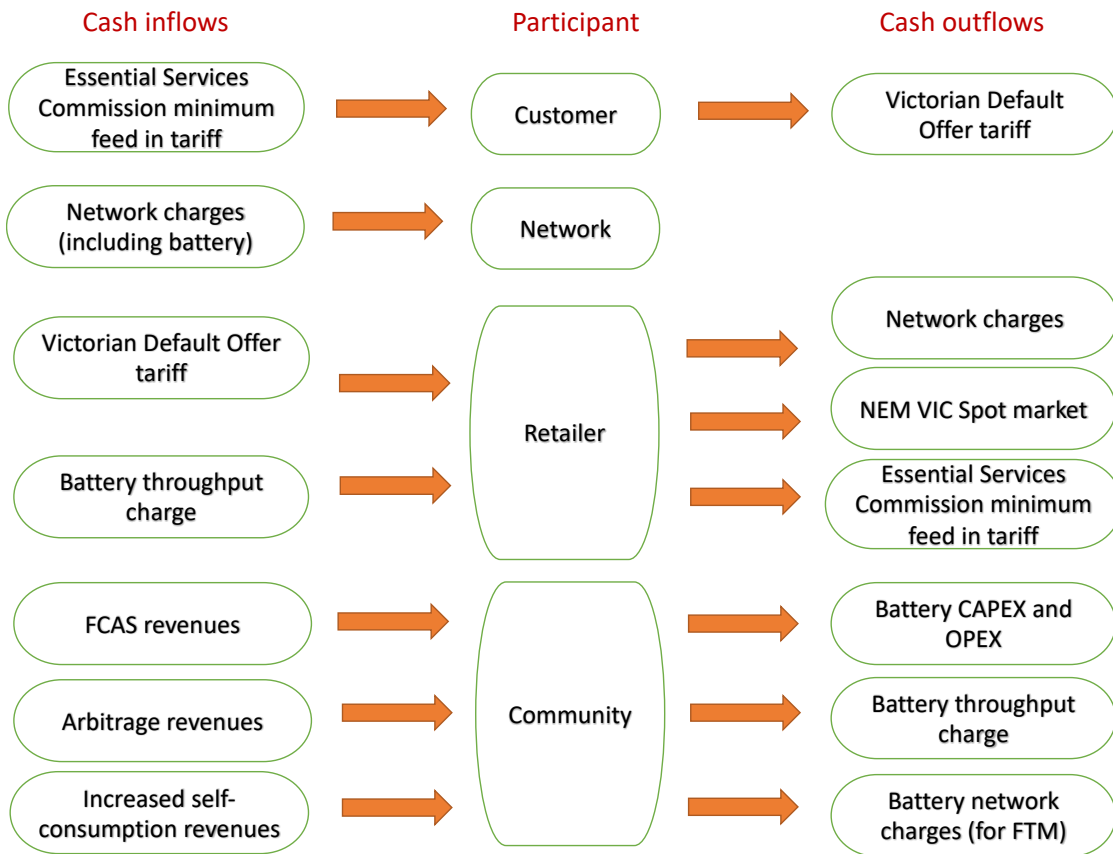 Cash inflows
Participant
Cash outflows
Essential Services
Commission minimum
feed in tariff
Customer
Victorian Default
Offer tariff
Network charges
(including battery)
Network
Victorian Default Offer
tariff
Battery throughput
charge
Retailer
Network charges
NEM VIC Spot market
Essential Services
Commission minimum
feed in tariff
FCAS revenues
Arbitrage revenues
Increased self-
consumption revenues
Community
Battery CAPEX and
OPEX
Battery throughput
charge
Battery network
charges (for FTM)